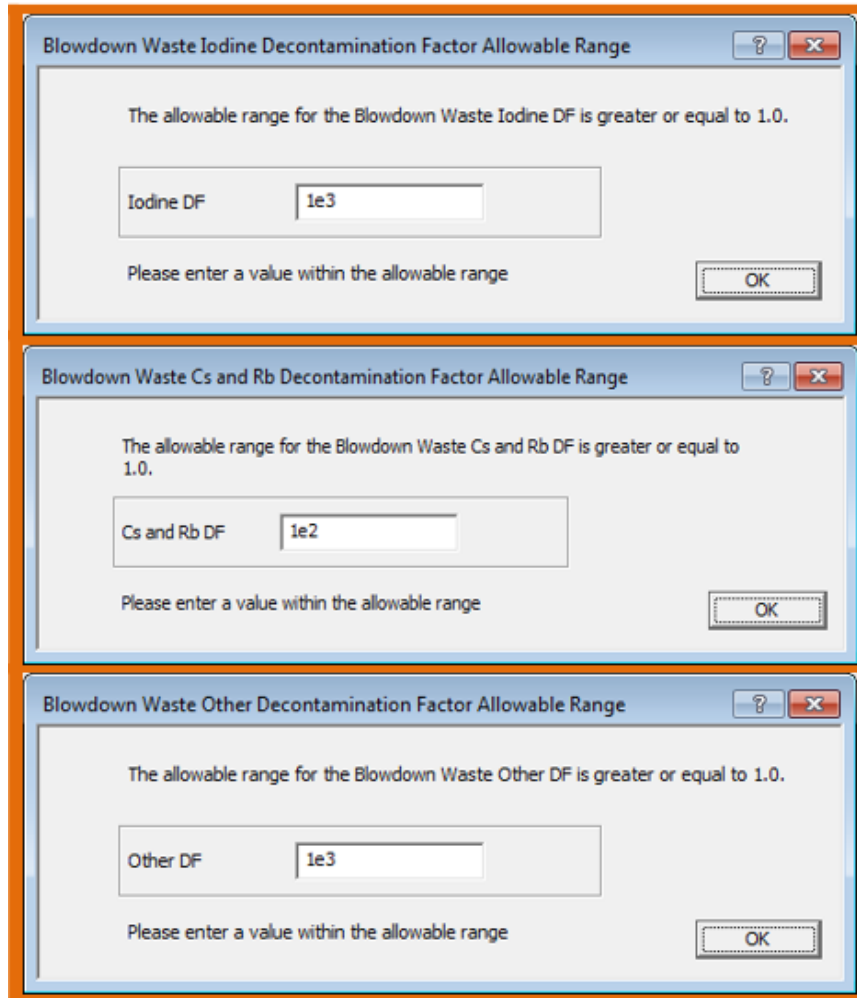 Blowdown Waste Iodine Decontamination Factor Allowable Range
The allowable range for the Blowdown Waste Iodine DF is greater or equal to 1.0.
Iodine DF 1e3
Please enter a value within the allowable range
OK
Blowdown Waste Cs and Rb Decontamination Factor Allowable Range
The allowable range for the Blowdown Waste Cs and Rb DF is greater or equal to
1.0.
Cs and Rb DF 1e2
Please enter a value within the allowable range
OK
Blowdown Waste Other Decontamination Factor Allowable Range
The allowable range for the Blowdown Waste Other DF is greater or equal to 1.0.
Other DF 1e3
Please enter a value within the allowable range
OK